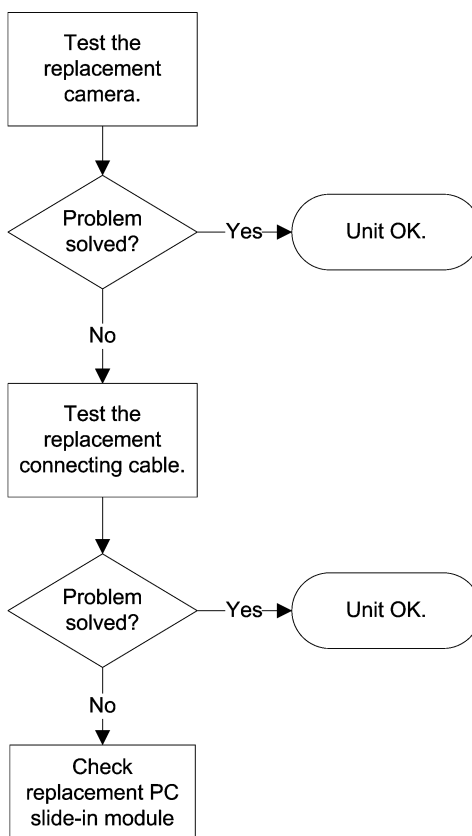 Test the
replacement
camera.
Problem
solved?
Yes
Unit OK.
No
Test the
replacement
connecting cable.
Problem
solved?
Yes
Unit OK.
No
Check
replacement PC
slide-in module